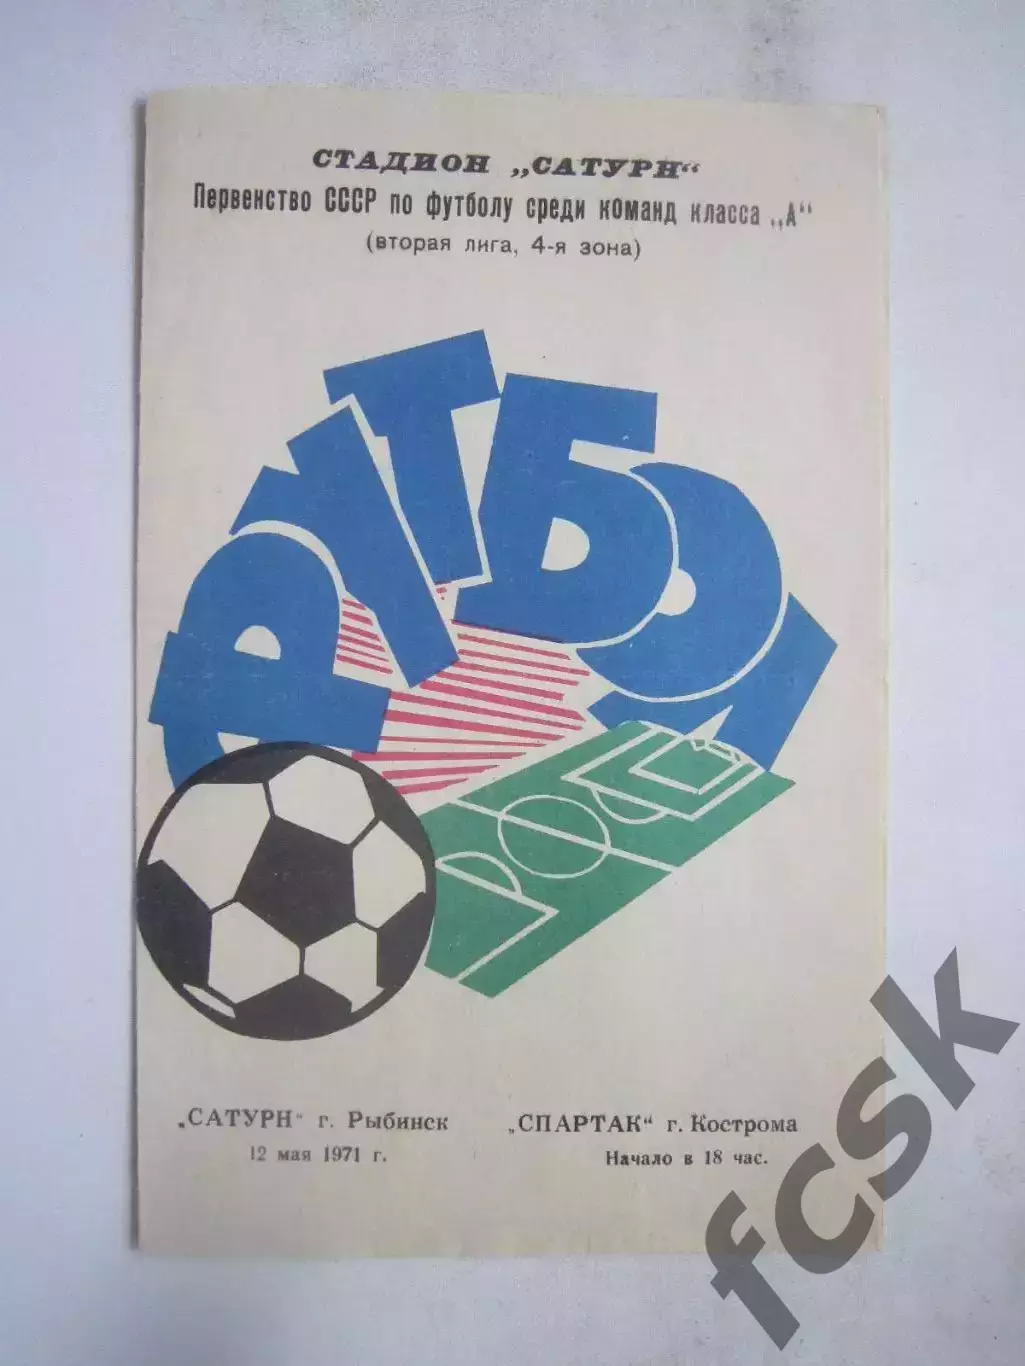 СТАДИОН „САТУРН“
Первенство СССР по футболу среди команд класса „А“
(вторая лига, 4-я зона)
ФУТБОЛ
„САТУРН“ г. Рыбинск
12 мая 1971 г.
„СПАРТАК“ г. Кострома
Начало в 18 час.
fcsk